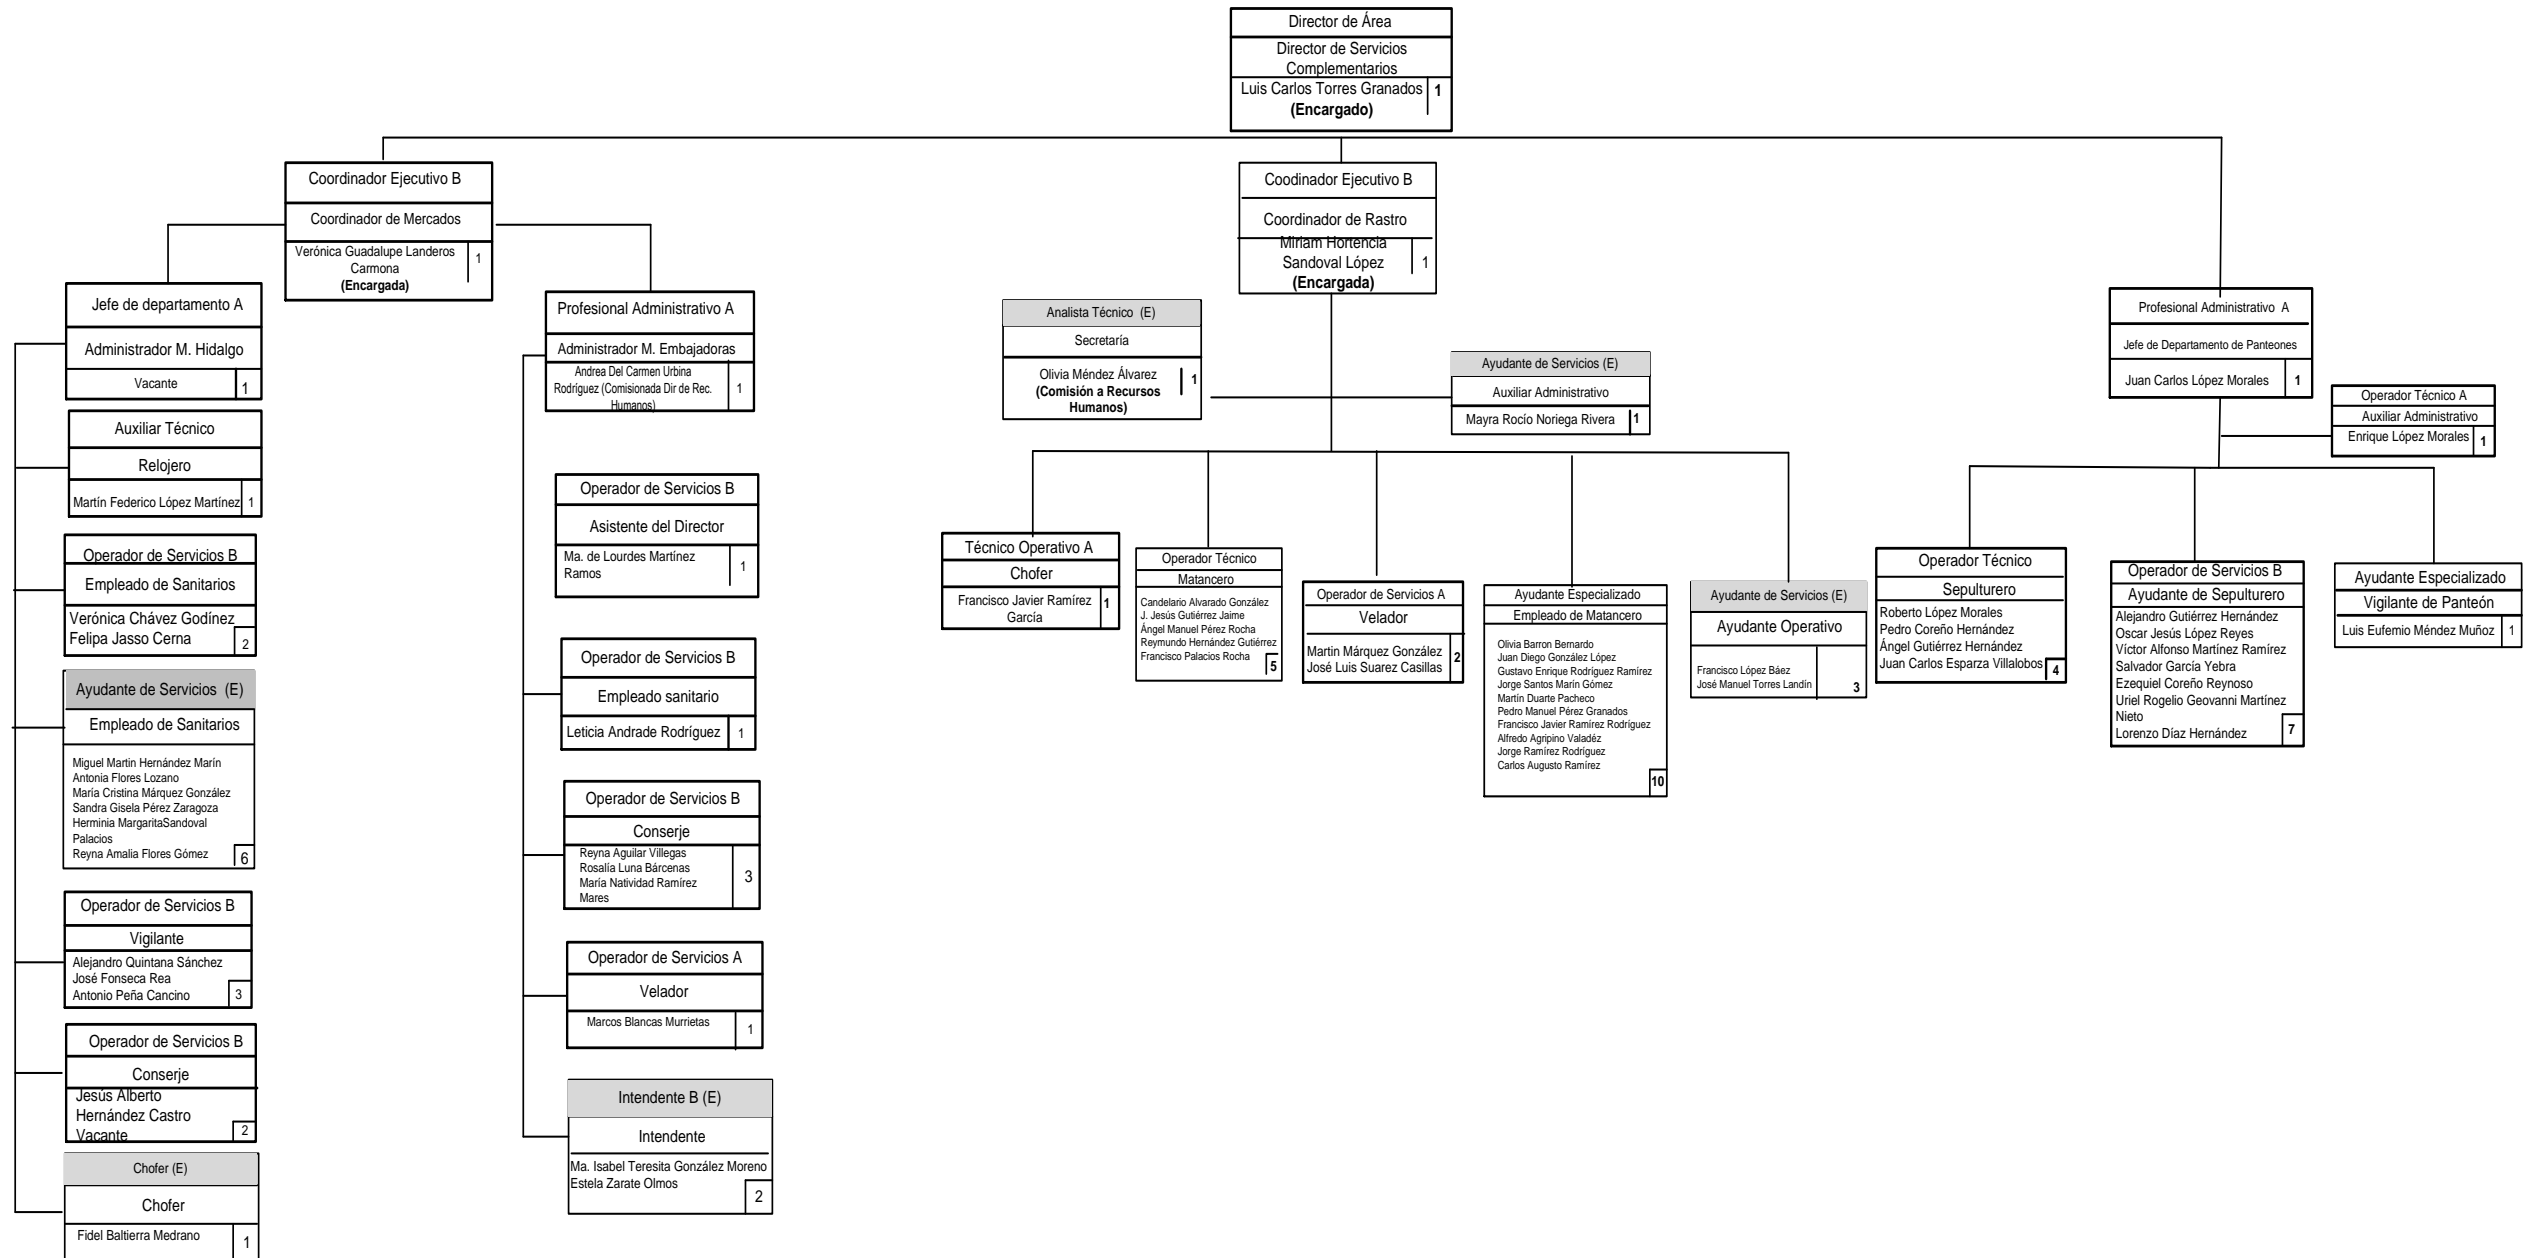 Director de Área
Director de Servicios
Complementarios
Luis Carlos Torres Granados
1
(Encargado)
Coordinador Ejecutivo B
Coordinador de Mercados
Verónica Guadalupe Landeros
Carmona
(Encargada)
1
Jefe de departamento A
Administrador M. Hidalgo
Vacante
1
Auxiliar Técnico
Relojero
Martín Federico López Martínez
1
Operador de Servicios B
Empleado de Sanitarios
Verónica Chávez Godínez
Felipa Jasso Cerna
2
Ayudante de Servicios (E)
Empleado de Sanitarios
Miguel Martin Hernández Marín
Antonia Flores Lozano
María Cristina Márquez González
Sandra Gisela Pérez Zaragoza
Herminia MargaritaSandoval
Palacios
Reyna Amalia Flores Gómez
6
Operador de Servicios B
Vigilante
Alejandro Quintana Sánchez
José Fonseca Rea
Antonio Peña Cancino
3
Operador de Servicios B
Conserje
Jesús Alberto
Hernández Castro
Vacante
2
Chofer (E)
Chofer
Fidel Baltierra Medrano
1
Profesional Administrativo A
Administrador M. Embajadoras
Andrea Del Carmen Urbina
Rodríguez (Comisionada Dir de Rec.
Humanos)
1
Operador de Servicios B
Asistente del Director
Ma. de Lourdes Martínez
Ramos
1
Operador de Servicios B
Empleado sanitario
Leticia Andrade Rodríguez
1
Operador de Servicios B
Conserje
Reyna Aguilar Villegas
Rosalía Luna Bárcenas
María Natividad Ramírez
Mares
3
Operador de Servicios A
Velador
Marcos Blancas Murrietas
1
Intendente B (E)
Intendente
Ma. Isabel Teresita González Moreno
Estela Zarate Olmos
2
Coodinador Ejecutivo B
Coordinador de Rastro
Miriam Hortencia
Sandoval López
(Encargada)
1
Analista Técnico (E)
Secretaría
Olivia Méndez Álvarez
(Comisión a Recursos
Humanos)
1
Ayudante de Servicios (E)
Auxiliar Administrativo
Mayra Rocío Noriega Rivera
1
Técnico Operativo A
Chofer
Francisco Javier Ramírez
García
1
Operador Técnico
Matancero
Candelario Alvarado González
J. Jesús Gutiérrez Jaime
Ángel Manuel Pérez Rocha
Reymundo Hernández Gutiérrez
Francisco Palacios Rocha
5
Operador de Servicios A
Velador
Martin Márquez González
José Luis Suarez Casillas
2
Ayudante Especializado
Empleado de Matancero
Olivia Barron Bernardo
Juan Diego González López
Gustavo Enrique Rodríguez Ramírez
Jorge Santos Marín Gómez
Martín Duarte Pacheco
Pedro Manuel Pérez Granados
Francisco Javier Ramírez Rodríguez
Alfredo Agripino Valadéz
Jorge Ramírez Rodríguez
Carlos Augusto Ramírez
10
Ayudante de Servicios (E)
Ayudante Operativo
Francisco López Báez
José Manuel Torres Landín
3
Profesional Administrativo A
Jefe de Departamento de Panteones
Juan Carlos López Morales
1
Operador Técnico A
Auxiliar Administrativo
Enrique López Morales
1
Operador Técnico
Sepulturero
Roberto López Morales
Pedro Coreño Hernández
Ángel Gutiérrez Hernández
Juan Carlos Esparza Villalobos
4
Operador de Servicios B
Ayudante de Sepulturero
Alejandro Gutiérrez Hernández
Oscar Jesús López Reyes
Víctor Alfonso Martínez Ramírez
Salvador García Yebra
Ezequiel Coreño Reynoso
Uriel Rogelio Geovanni Martínez
Nieto
Lorenzo Díaz Hernández
7
Ayudante Especializado
Vigilante de Panteón
Luis Eufemio Méndez Muñoz
1